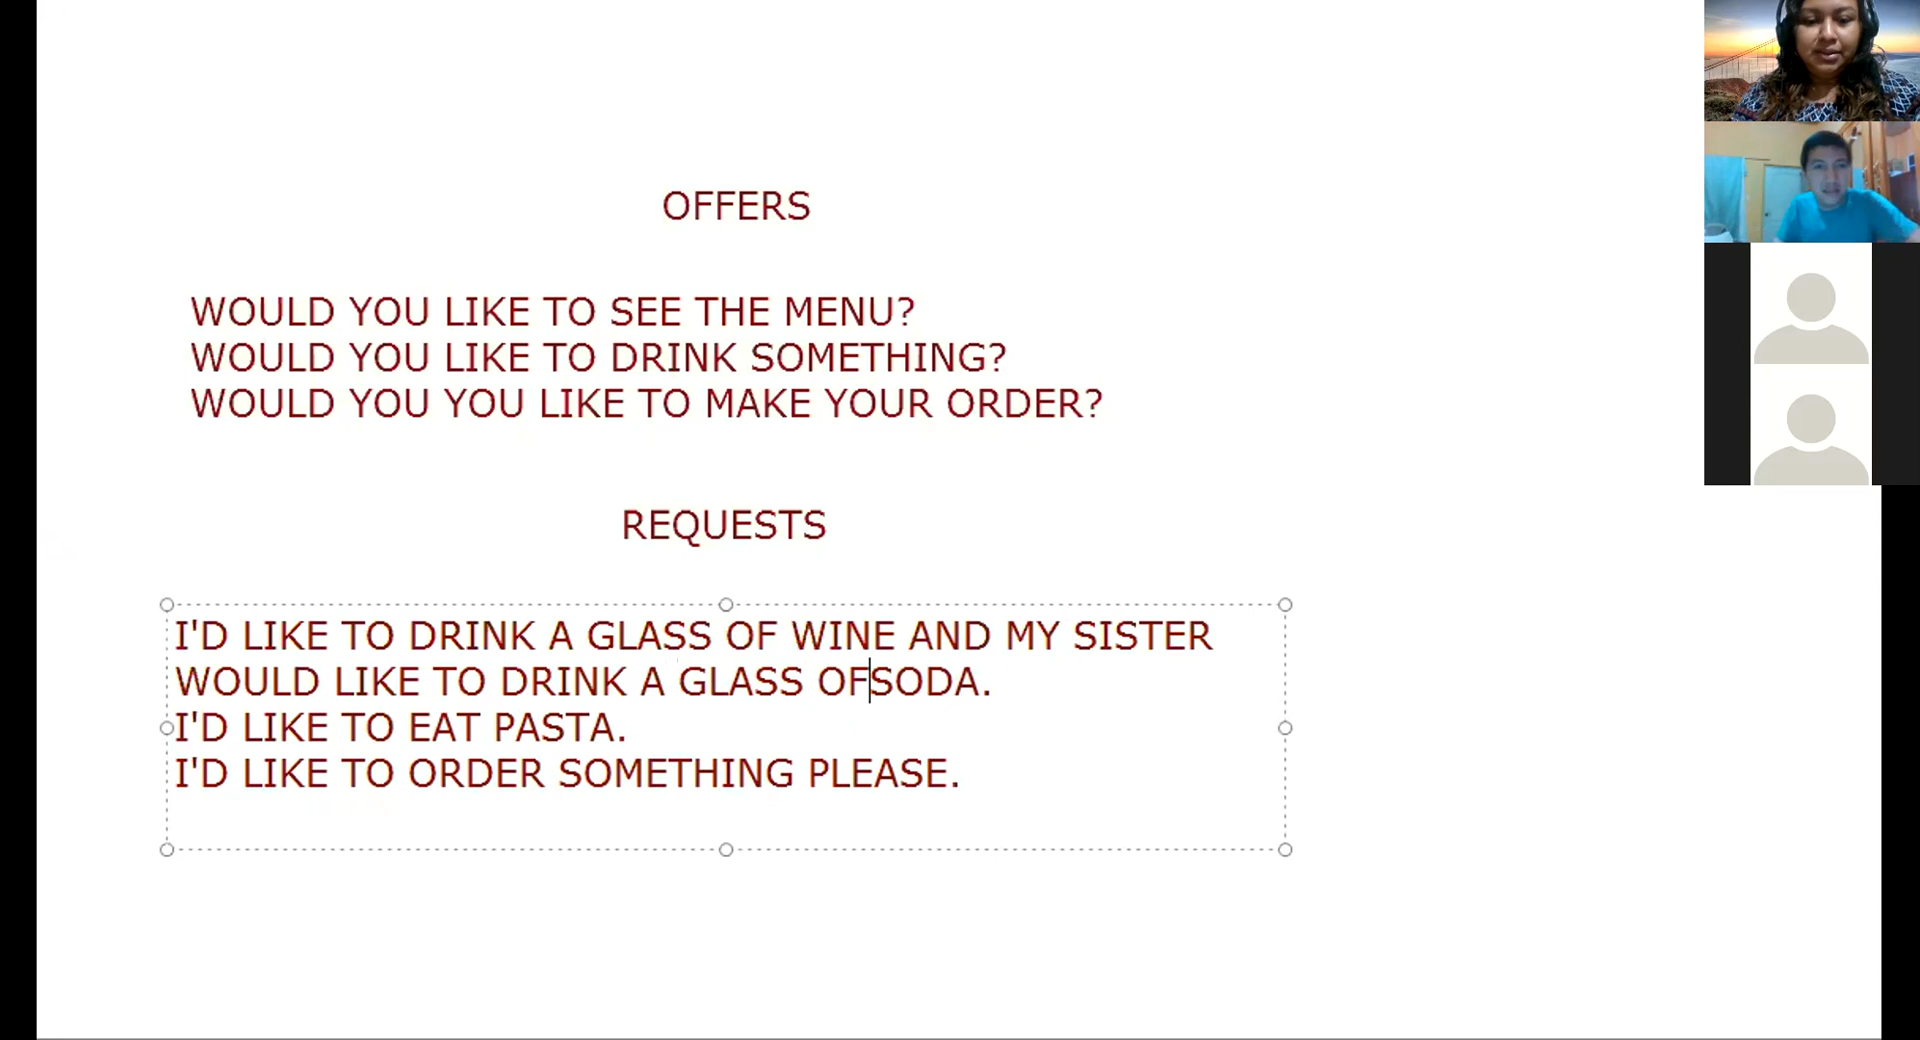 OFFERS
WOULD YOU LIKE TO SEE THE MENU?
WOULD YOU LIKE TO DRINK SOMETHING?
WOULD YOU YOU LIKE TO MAKE YOUR ORDER?
REQUESTS
I'D LIKE TO DRINK A GLASS OF WINE AND MY SISTER
WOULD LIKE TO DRINK A GLASS OFSODA.
I'D LIKE TO EAT PASTA.
I'D LIKE TO ORDER SOMETHING PLEASE.